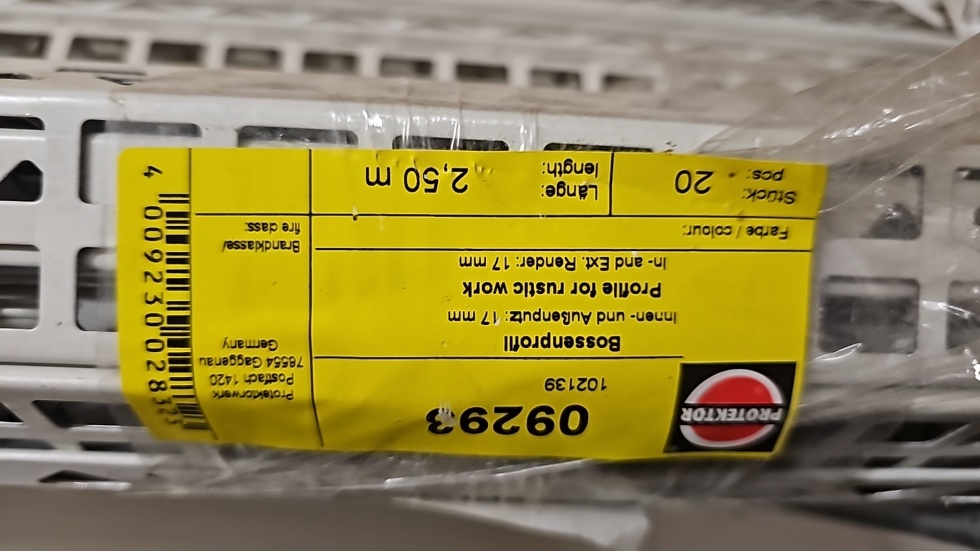 PROTEKTOR
09293
102139
Bossenprofil
Innen- und Außenputz: 17 mm
Profile for rustic work
In- and Ext. Render: 17 mm
Farbe / colour:
Stück:
pcs:
20
Länge:
length:
2,50 m
Protektorwerk
Postfach 1420
76554 Gaggenau
Germany
Brandklasse/
fire class:
4 009230 028323